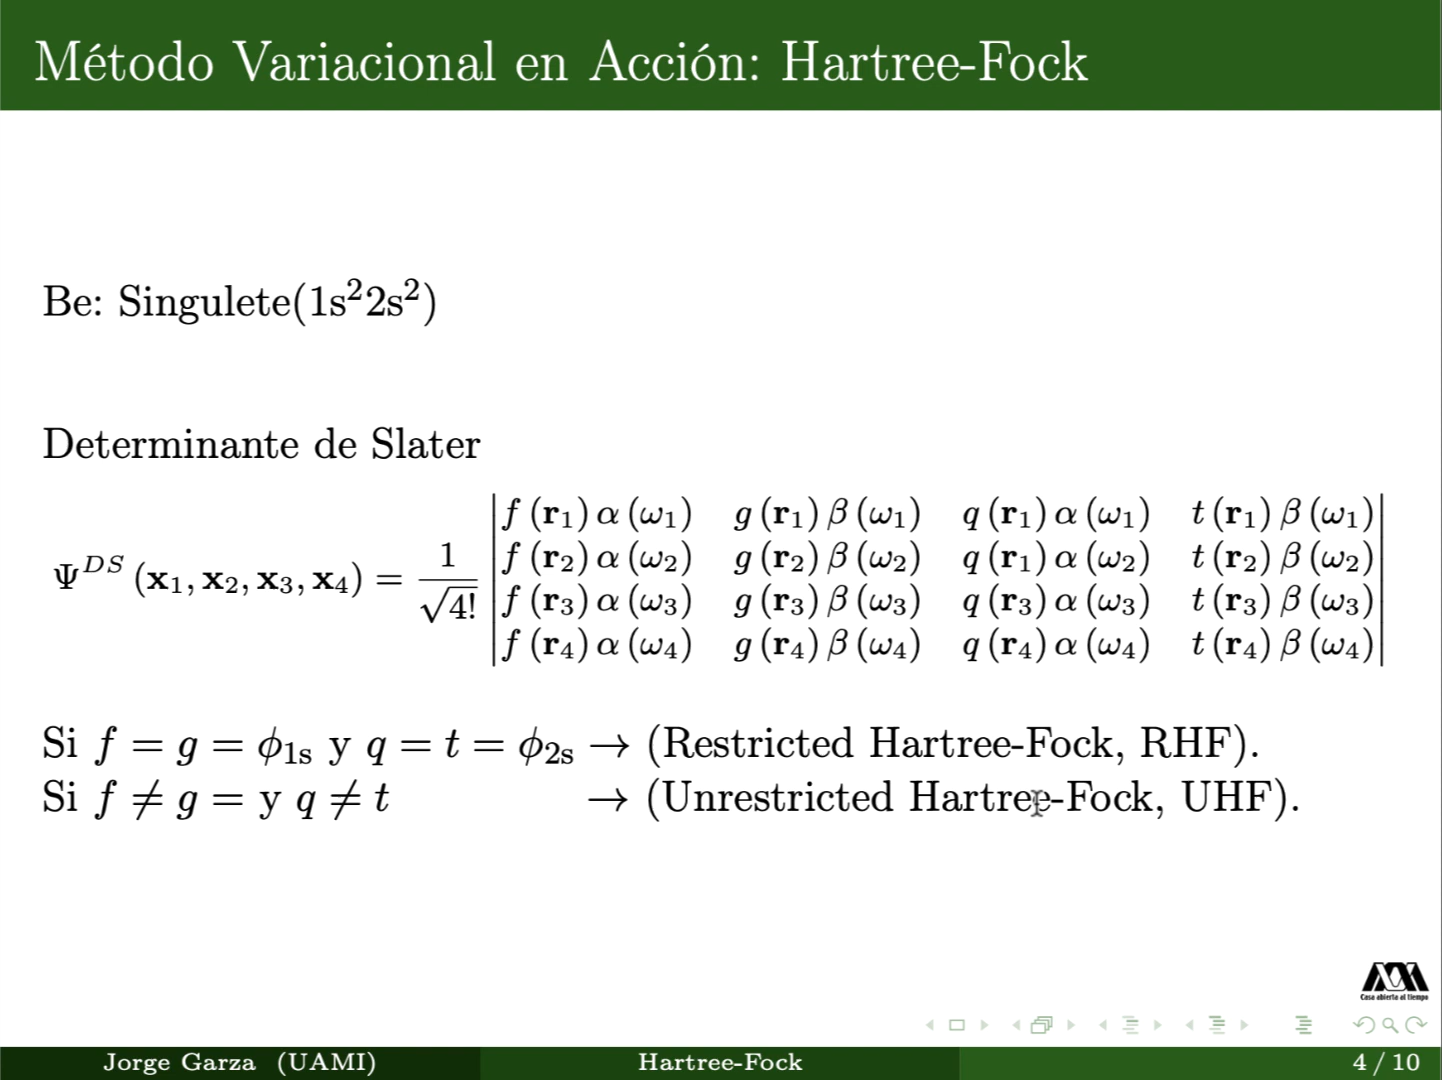 Método Variacional en Acción: Hartree-Fock
Be: Singulete(1s²2s²)
Determinante de Slater
Ψ^{DS} (x₁, x₂, x₃, x₄) = 1/√4! | f (r₁) α (ω₁) g (r₁) β (ω₁) q (r₁) α (ω₁) t (r₁) β (ω₁) |
| f (r₂) α (ω₂) g (r₂) β (ω₂) q (r₁) α (ω₂) t (r₂) β (ω₂) |
| f (r₃) α (ω₃) g (r₃) β (ω₃) q (r₃) α (ω₃) t (r₃) β (ω₃) |
| f (r₄) α (ω₄) g (r₄) β (ω₄) q (r₄) α (ω₄) t (r₄) β (ω₄) |
Si f = g = ϕ₁ₛ y q = t = ϕ₂ₛ → (Restricted Hartree-Fock, RHF).
Si f ≠ g = y q ≠ t → (Unrestricted Hartree-Fock, UHF).
Casa abierta al tiempo
Jorge Garza (UAMI) Hartree-Fock 4 / 10